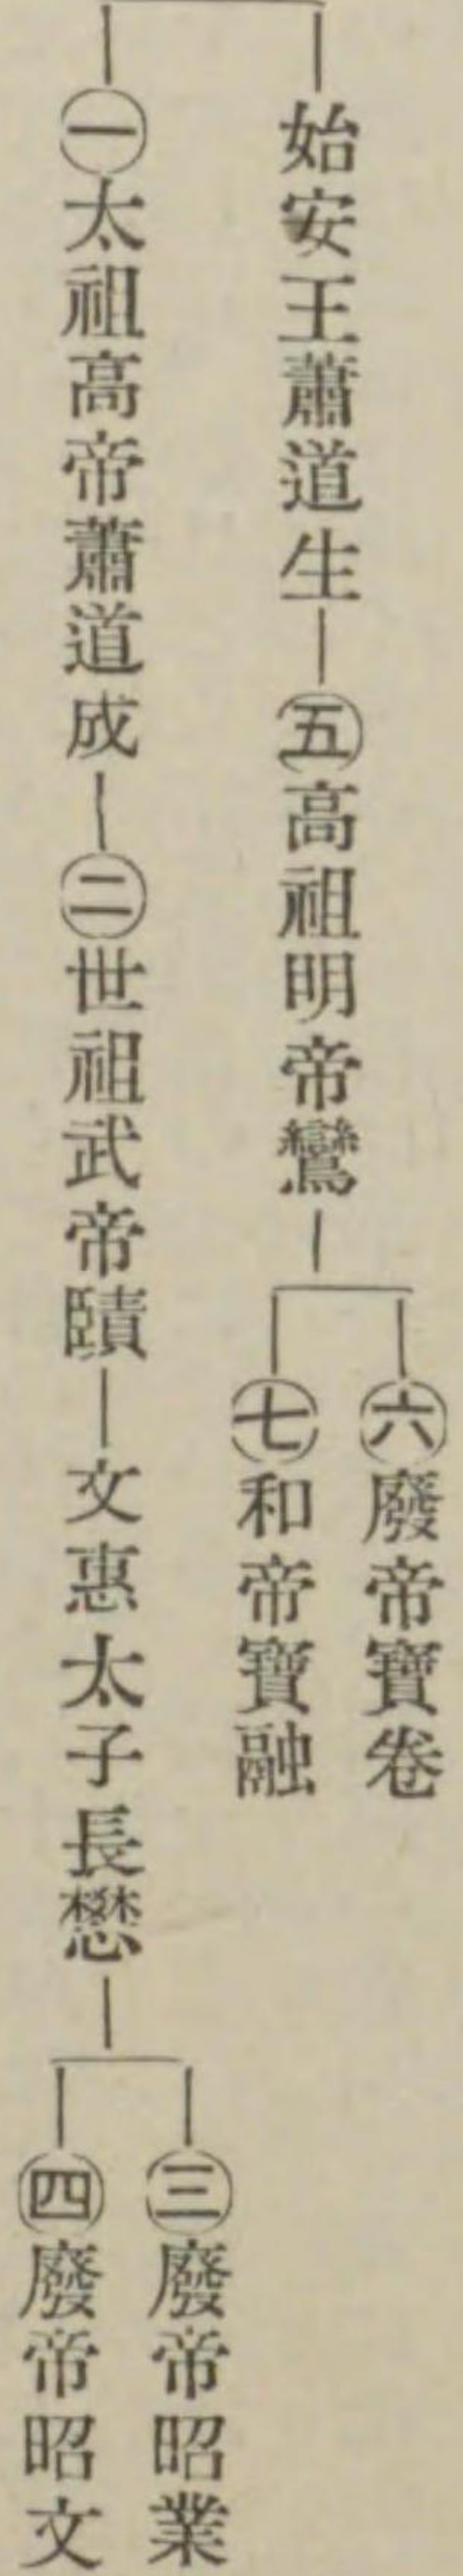 始安王蕭道生
㊄高祖明帝鸞
㊅廢帝寶卷
㊆和帝寶融
㊀太祖高帝蕭道成
㊁世祖武帝賾
文惠太子長懋
㊂廢帝昭業
㊃廢帝昭文